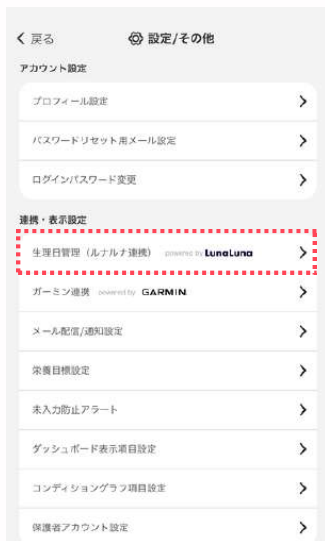 戻る 設定/その他
アカウント設定
プロフィール設定
パスワードリセット用メール設定
ログインパスワード変更
連携・表示設定
生理日管理（ルナルナ連携） powered by LunaLuna
ガーミン連携 powered by GARMIN
メール配信/通知設定
栄養目標設定
未入力防止アラート
ダッシュボード表示項目設定
コンディショングラフ項目設定
保護者アカウント設定